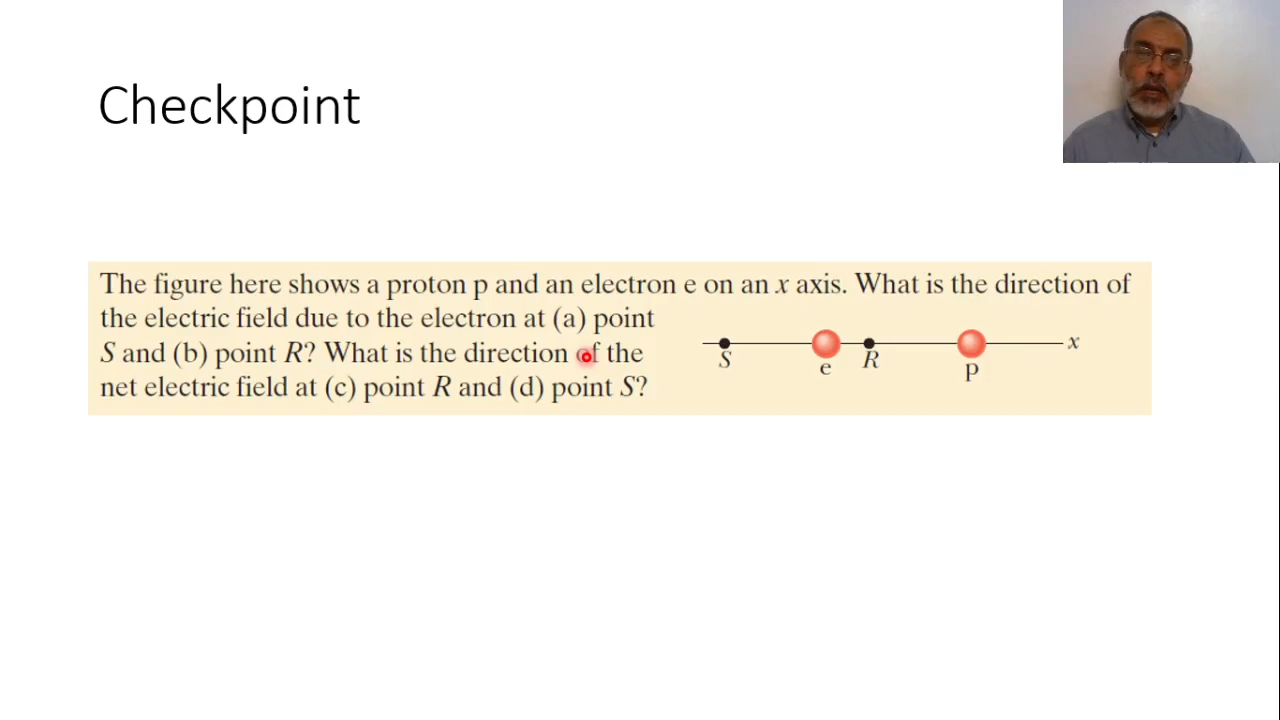 Checkpoint
The figure here shows a proton p and an electron e on an x axis. What is the direction of
the electric field due to the electron at (a) point
S and (b) point R? What is the direction of the
net electric field at (c) point R and (d) point S?
S
e
R
p
x